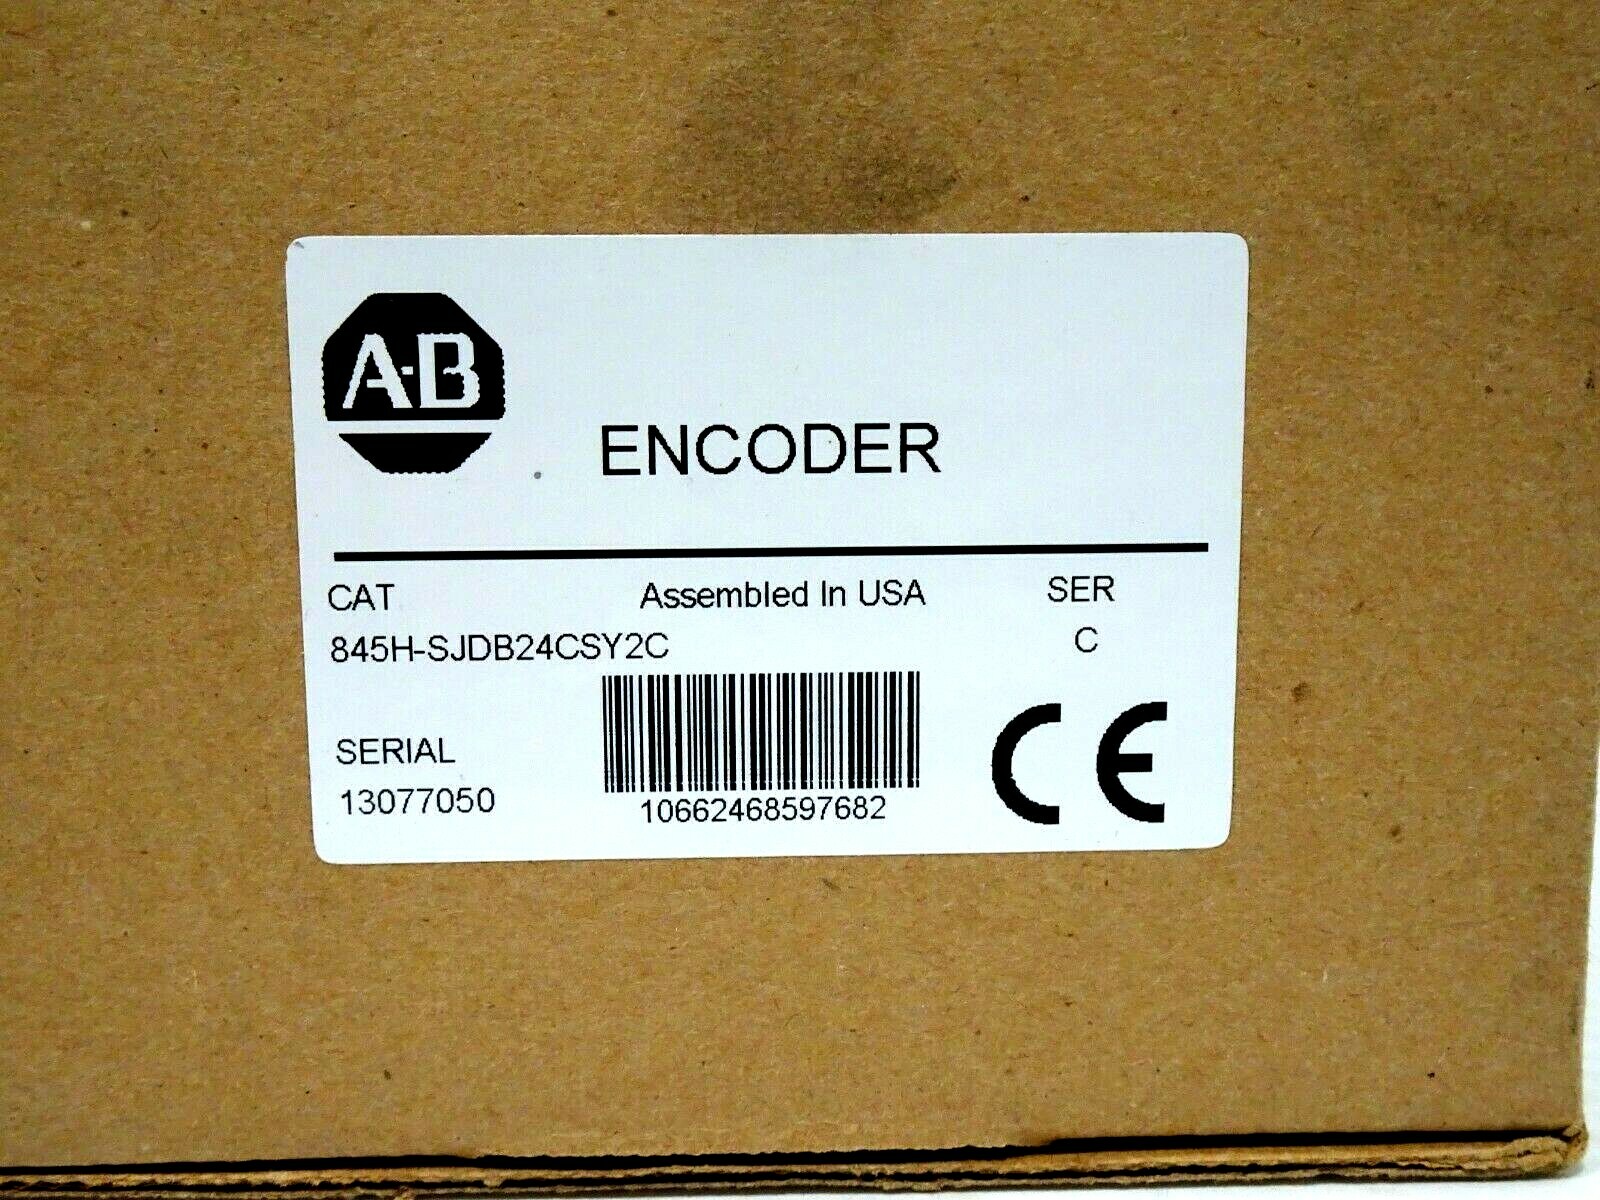 A-B
ENCODER
CAT Assembled In USA SER
845H-SJDB24CSY2C C
SERIAL
13077050
10662468597682
CE